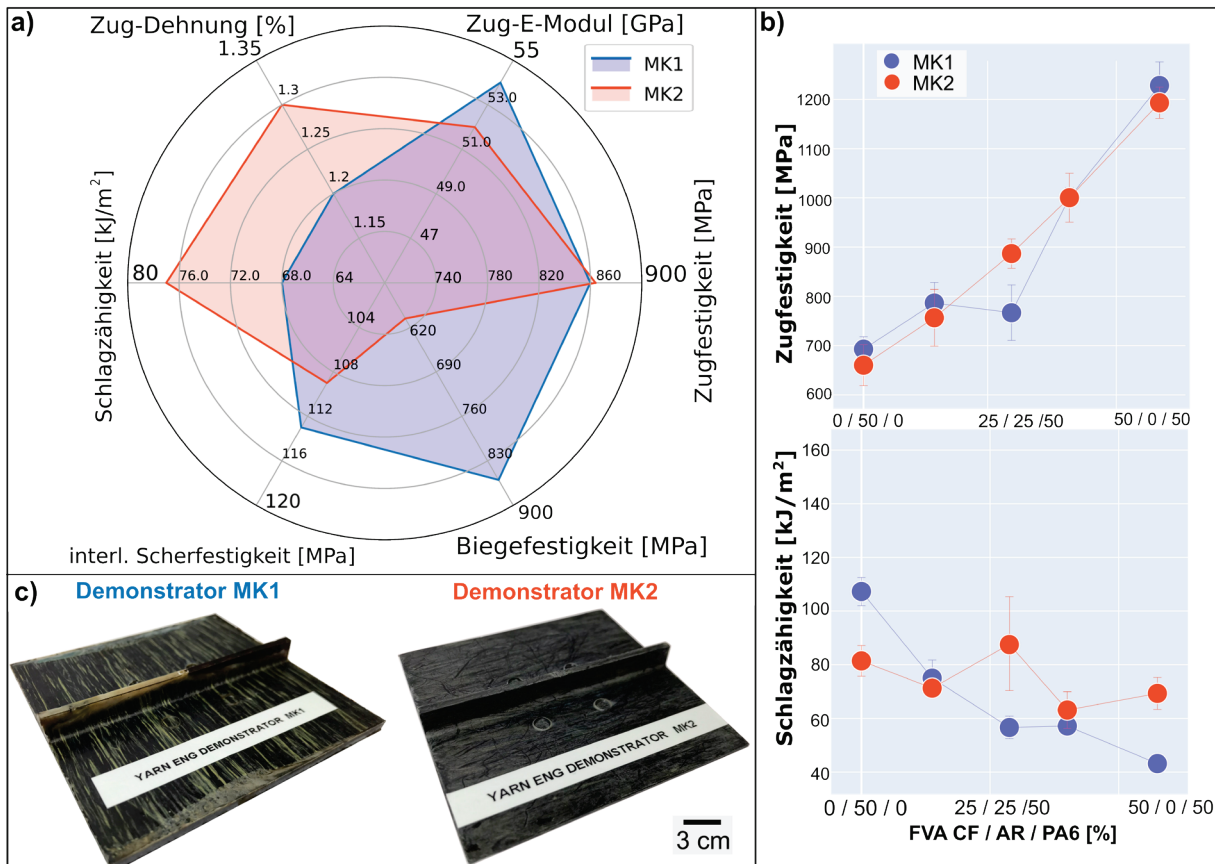 a)
Zug-Dehnung [%]
1.35
Zug-E-Modul [GPa]
55
MK1
MK2
1.3
1.25
1.2
1.15
53.0
51.0
49.0
47
Schlagzähigkeit [kJ/m²]
80
76.0
72.0
68.0
64
740
780
820
860
900
Zugfestigkeit [MPa]
104
108
112
116
120
620
690
760
830
900
interl. Scherfestigkeit [MPa]
Biegefestigkeit [MPa]
b)
MK1
MK2
Zugfestigkeit [MPa]
1200
1100
1000
900
800
700
600
0 / 50 / 0
25 / 25 /50
50 / 0 / 50
Schlagzähigkeit [kJ/m²]
160
140
120
100
80
60
40
0 / 50 / 0
25 / 25 /50
50 / 0 / 50
FVA CF / AR / PA6 [%]
c)
Demonstrator MK1
Demonstrator MK2
YARN ENG DEMONSTRATOR MK1
YARN ENG DEMONSTRATOR MK2
3 cm